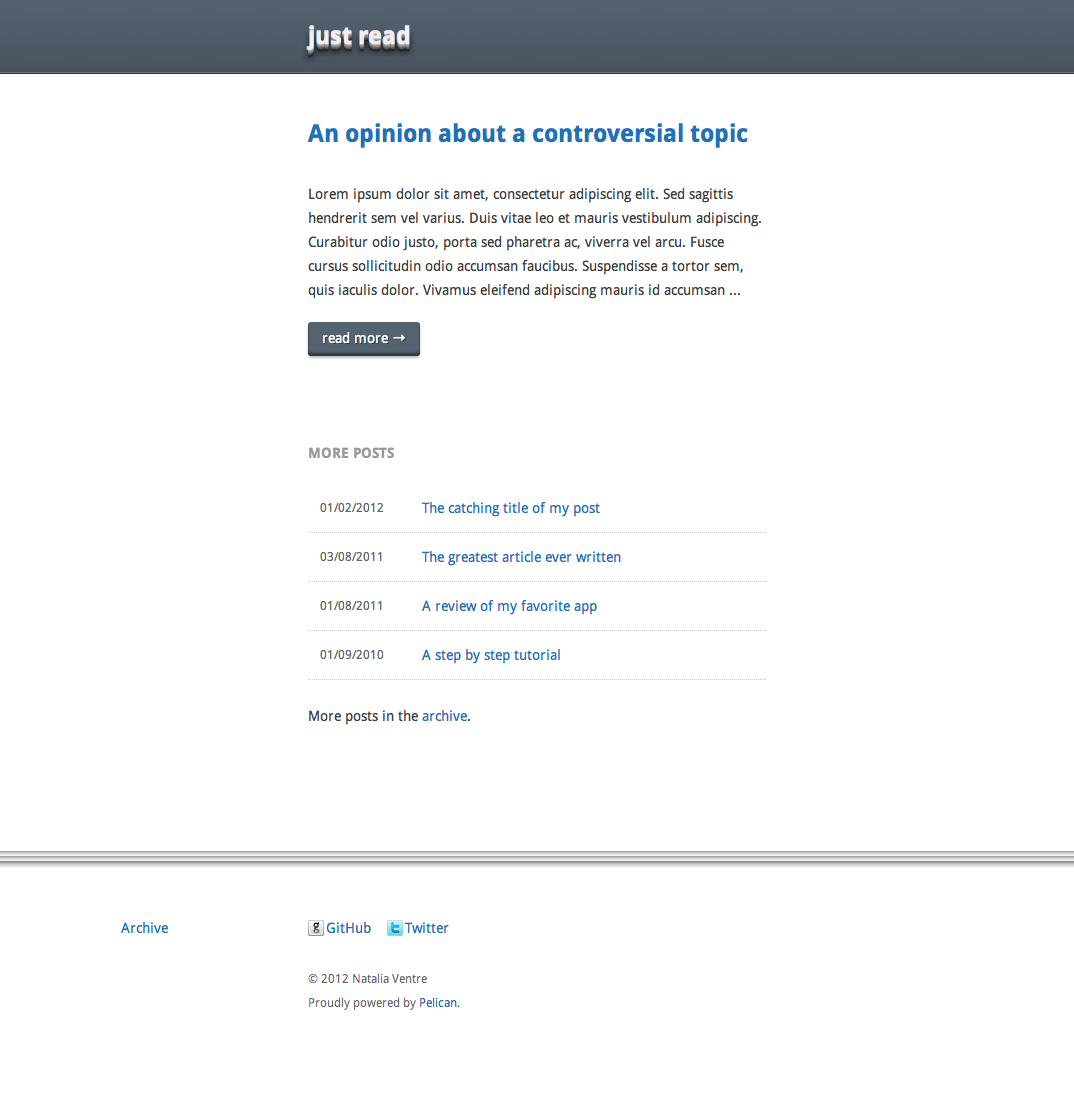 just read
An opinion about a controversial topic
Lorem ipsum dolor sit amet, consectetur adipiscing elit. Sed sagittis
hendrerit sem vel varius. Duis vitae leo et mauris vestibulum adipiscing.
Curabitur odio justo, porta sed pharetra ac, viverra vel arcu. Fusce
cursus sollicitudin odio accumsan faucibus. Suspendisse a tortor sem,
quis iaculis dolor. Vivamus eleifend adipiscing mauris id accumsan ...
read more →
MORE POSTS
01/02/2012 The catching title of my post
03/08/2011 The greatest article ever written
01/08/2011 A review of my favorite app
01/09/2010 A step by step tutorial
More posts in the archive.
Archive g GitHub t Twitter
© 2012 Natalia Ventre
Proudly powered by Pelican.